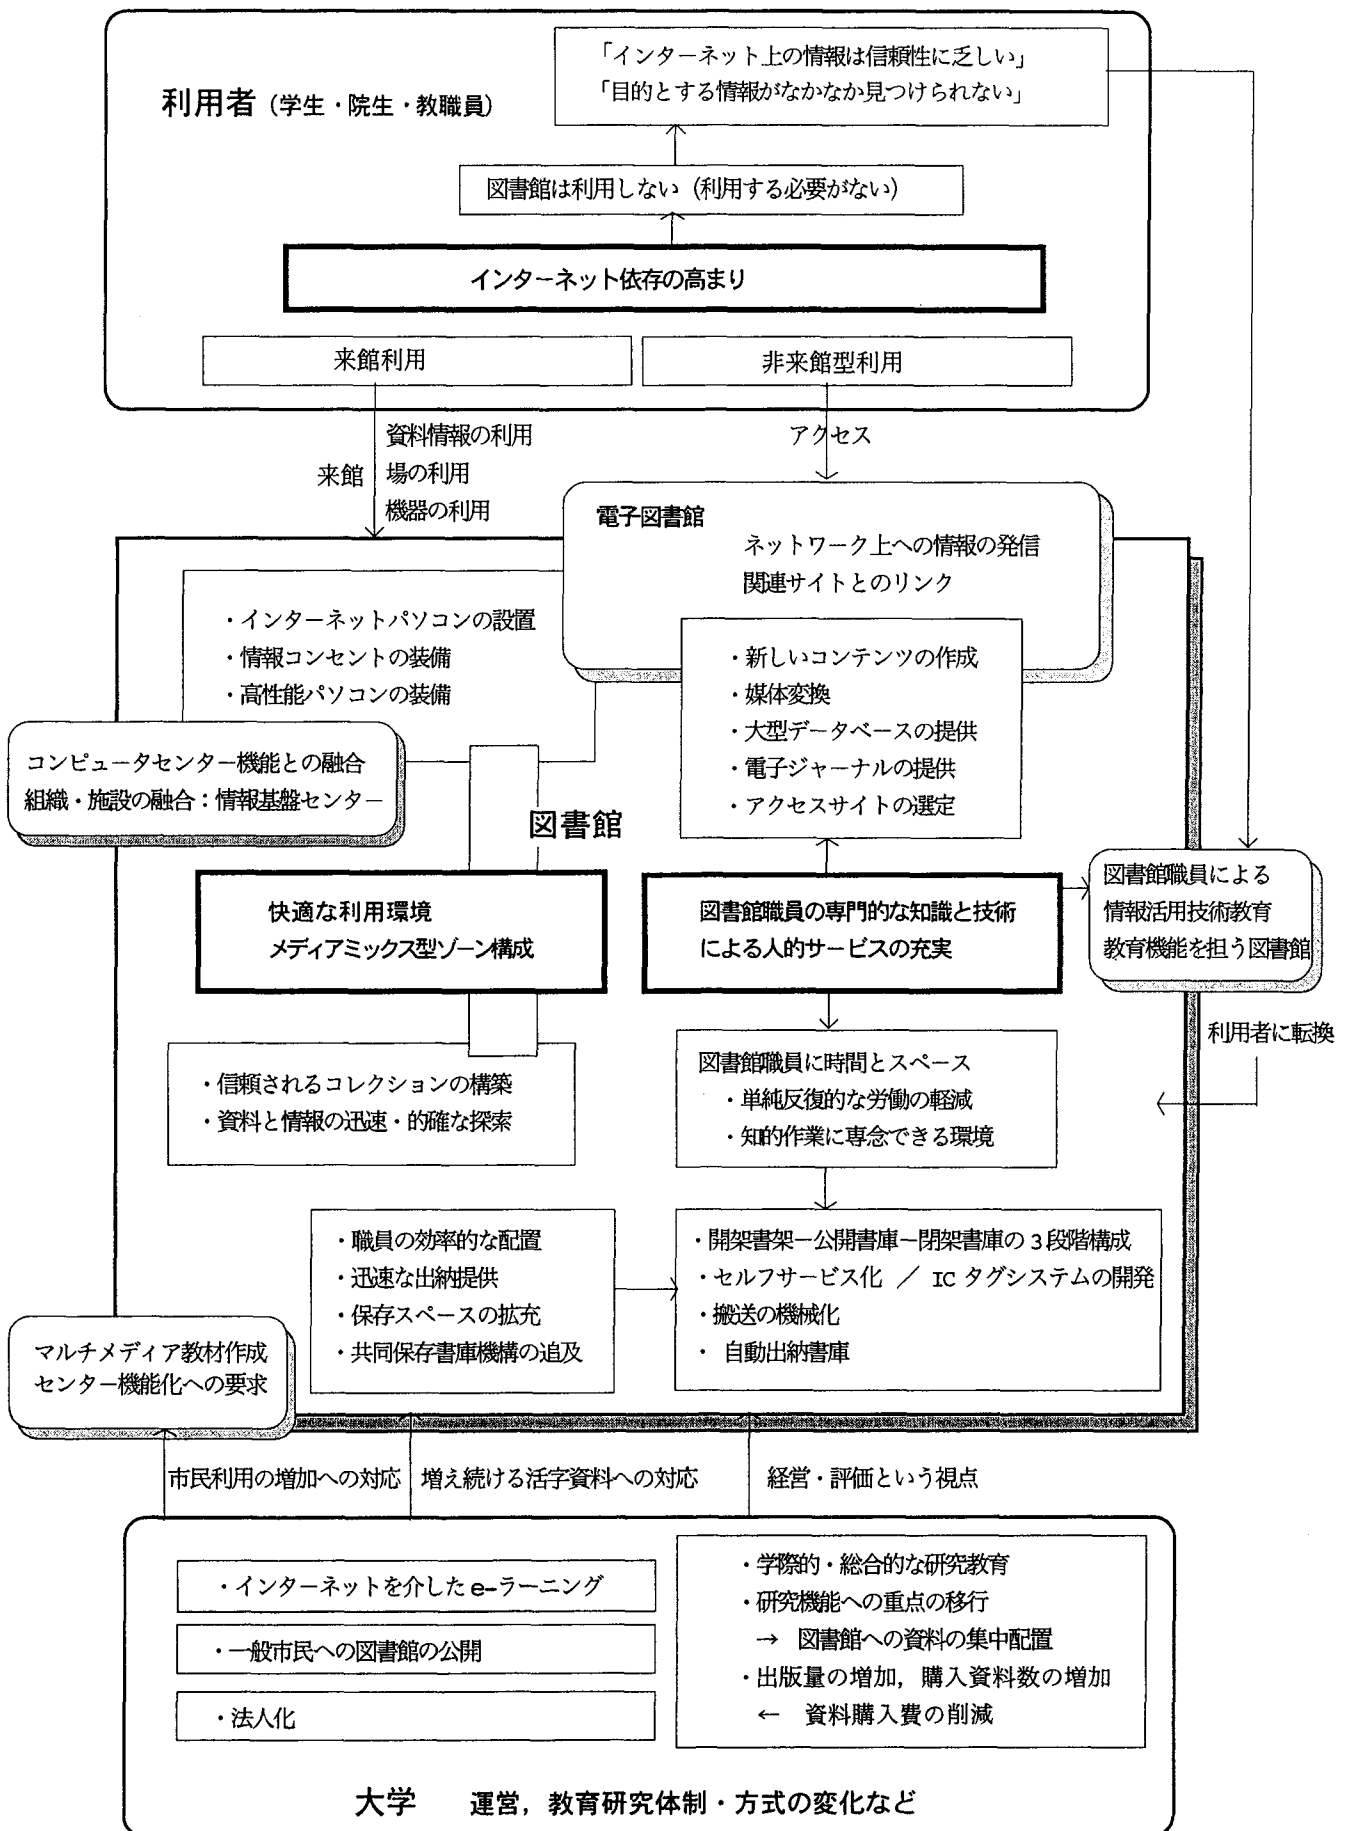 「インターネット上の情報は信頼性に乏しい」
「目的とする情報がなかなか見つけられない」
利用者（学生・院生・教職員）
図書館は利用しない（利用する必要がない）
インターネット依存の高まり
来館利用
非来館型利用
資料情報の利用
来館
場の利用
機器の利用
アクセス
電子図書館
ネットワーク上への情報の発信
関連サイトとのリンク
・インターネットパソコンの設置
・情報コンセントの装備
・高性能パソコンの装備
・新しいコンテンツの作成
・媒体変換
・大型データベースの提供
・電子ジャーナルの提供
・アクセスサイトの選定
コンピュータセンター機能との融合
組織・施設の融合：情報基盤センター
図書館
快適な利用環境
メディアミックス型ゾーン構成
図書館職員の専門的な知識と技術
による人的サービスの充実
図書館職員による
情報活用技術教育
教育機能を担う図書館
利用者に転換
・信頼されるコレクションの構築
・資料と情報の迅速・的確な探索
図書館職員に時間とスペース
・単純反復的な労働の軽減
・知的作業に専念できる環境
・職員の効率的な配置
・迅速な出納提供
・保存スペースの拡充
・共同保存書庫機構の追及
・開架書架－公開書庫－閉架書庫の3段階構成
・セルフサービス化 ／ ICタグシステムの開発
・搬送の機械化
・ 自動出納書庫
マルチメディア教材作成
センター機能化への要求
市民利用の増加への対応
増え続ける活字資料への対応
経営・評価という視点
・インターネットを介したe-ラーニング
・一般市民への図書館の公開
・法人化
・学際的・総合的な研究教育
・研究機能への重点の移行
→ 図書館への資料の集中配置
・出版量の増加，購入資料数の増加
← 資料購入費の削減
大学 運営，教育研究体制・方式の変化など